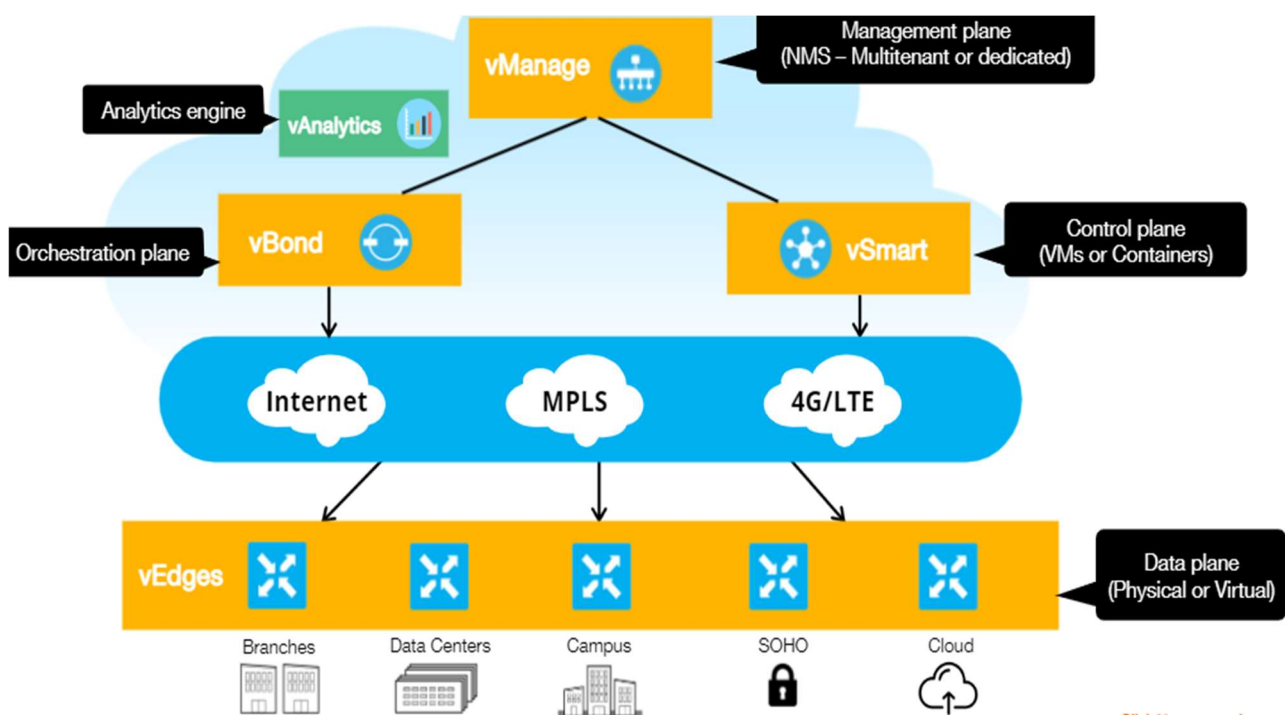 Management plane
(NMS – Multitenant or dedicated)
vManage
Analytics engine
vAnalytics
vBond
Orchestration plane
vSmart
Control plane
(VMs or Containers)
Internet
MPLS
4G/LTE
vEdges
Data plane
(Physical or Virtual)
Branches
Data Centers
Campus
SOHO
Cloud